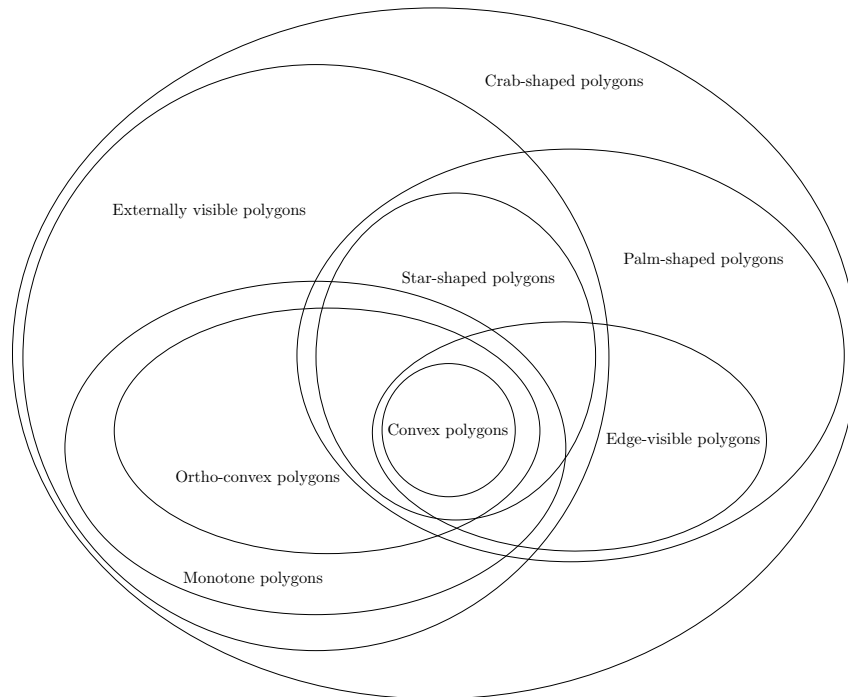 Crab-shaped polygons
Externally visible polygons
Palm-shaped polygons
Star-shaped polygons
Convex polygons
Edge-visible polygons
Ortho-convex polygons
Monotone polygons